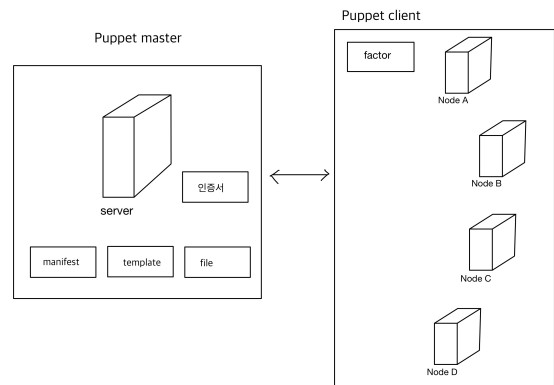 Puppet client
Puppet master
factor
Node A
Node B
인증서
server
manifest
template
file
Node C
Node D